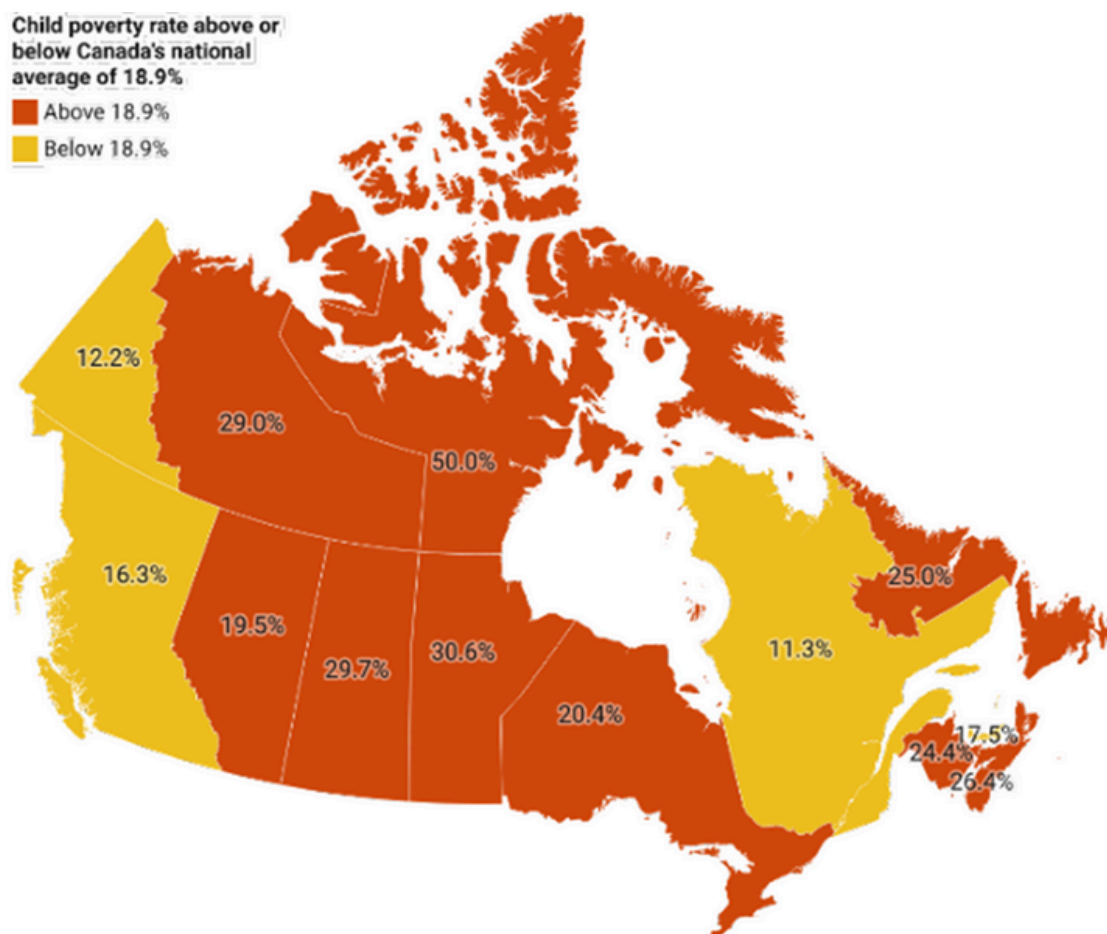 Child poverty rate above or
below Canada's national
average of 18.9%
Above 18.9%
Below 18.9%
12.2%
29.0%
50.0%
16.3%
19.5%
29.7%
30.6%
20.4%
11.3%
25.0%
17.5%
24.4%
26.4%